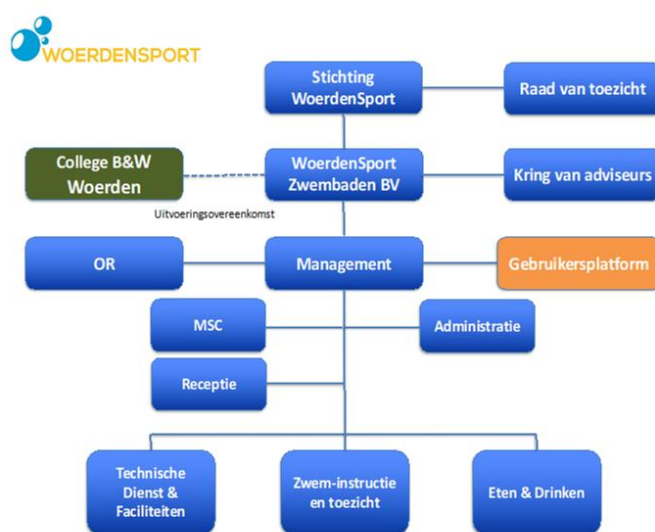 WOERDENSPORT
Stichting
WoerdenSport
Raad van toezicht
College B&W
Woerden
WoerdenSport
Zwembaden BV
Kring van adviseurs
Uitvoeringsovereenkomst
OR
Management
Gebruikersplatform
MSC
Administratie
Receptie
Technische
Dienst &
Faciliteiten
Zwem-instructie
en toezicht
Eten & Drinken